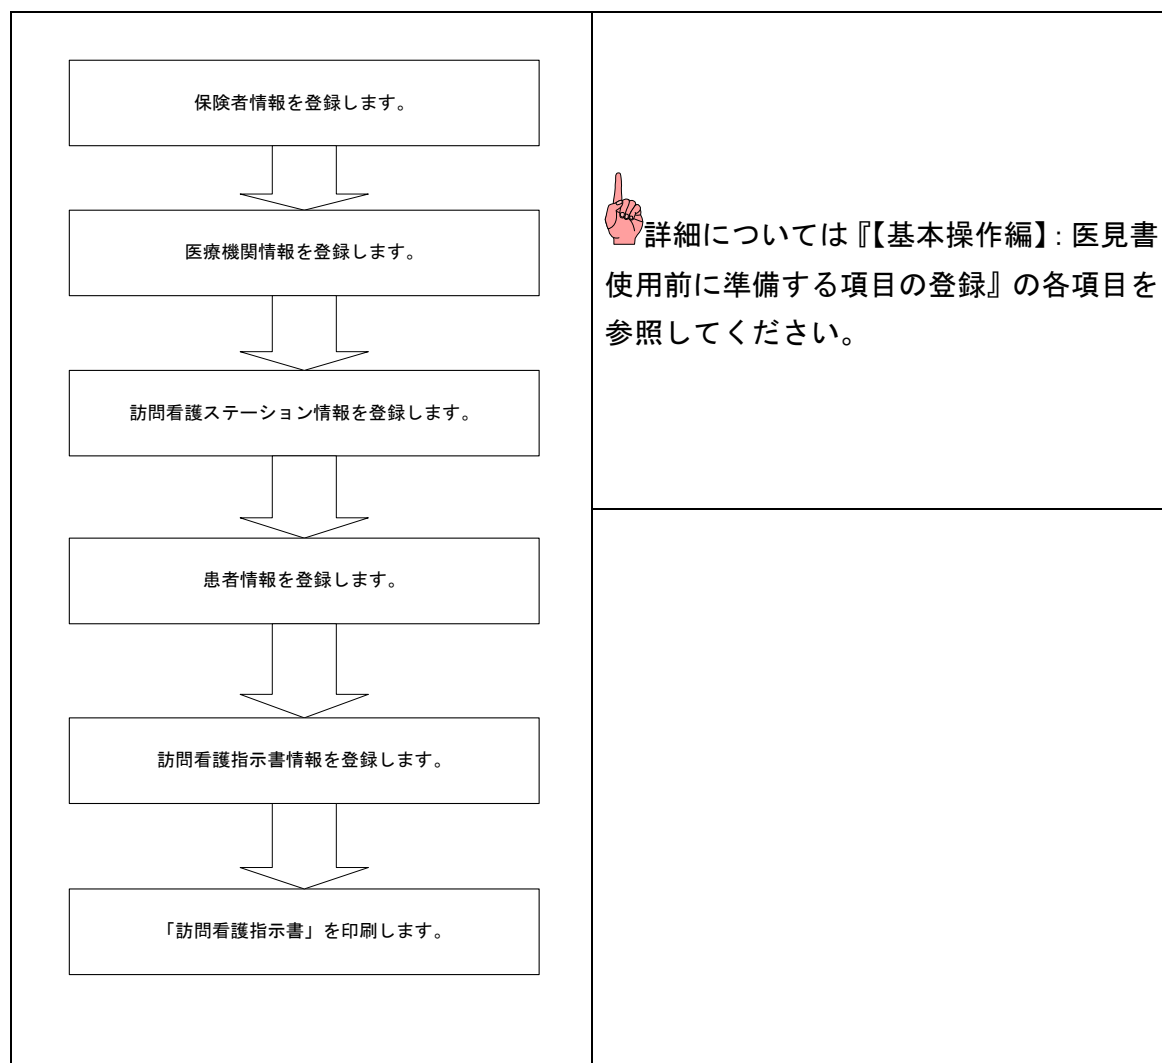 保険者情報を登録します。
医療機関情報を登録します。
訪問看護ステーション情報を登録します。
患者情報を登録します。
訪問看護指示書情報を登録します。
「訪問看護指示書」を印刷します。
詳細については『【基本操作編】：医見書
使用前に準備する項目の登録』の各項目を
参照してください。